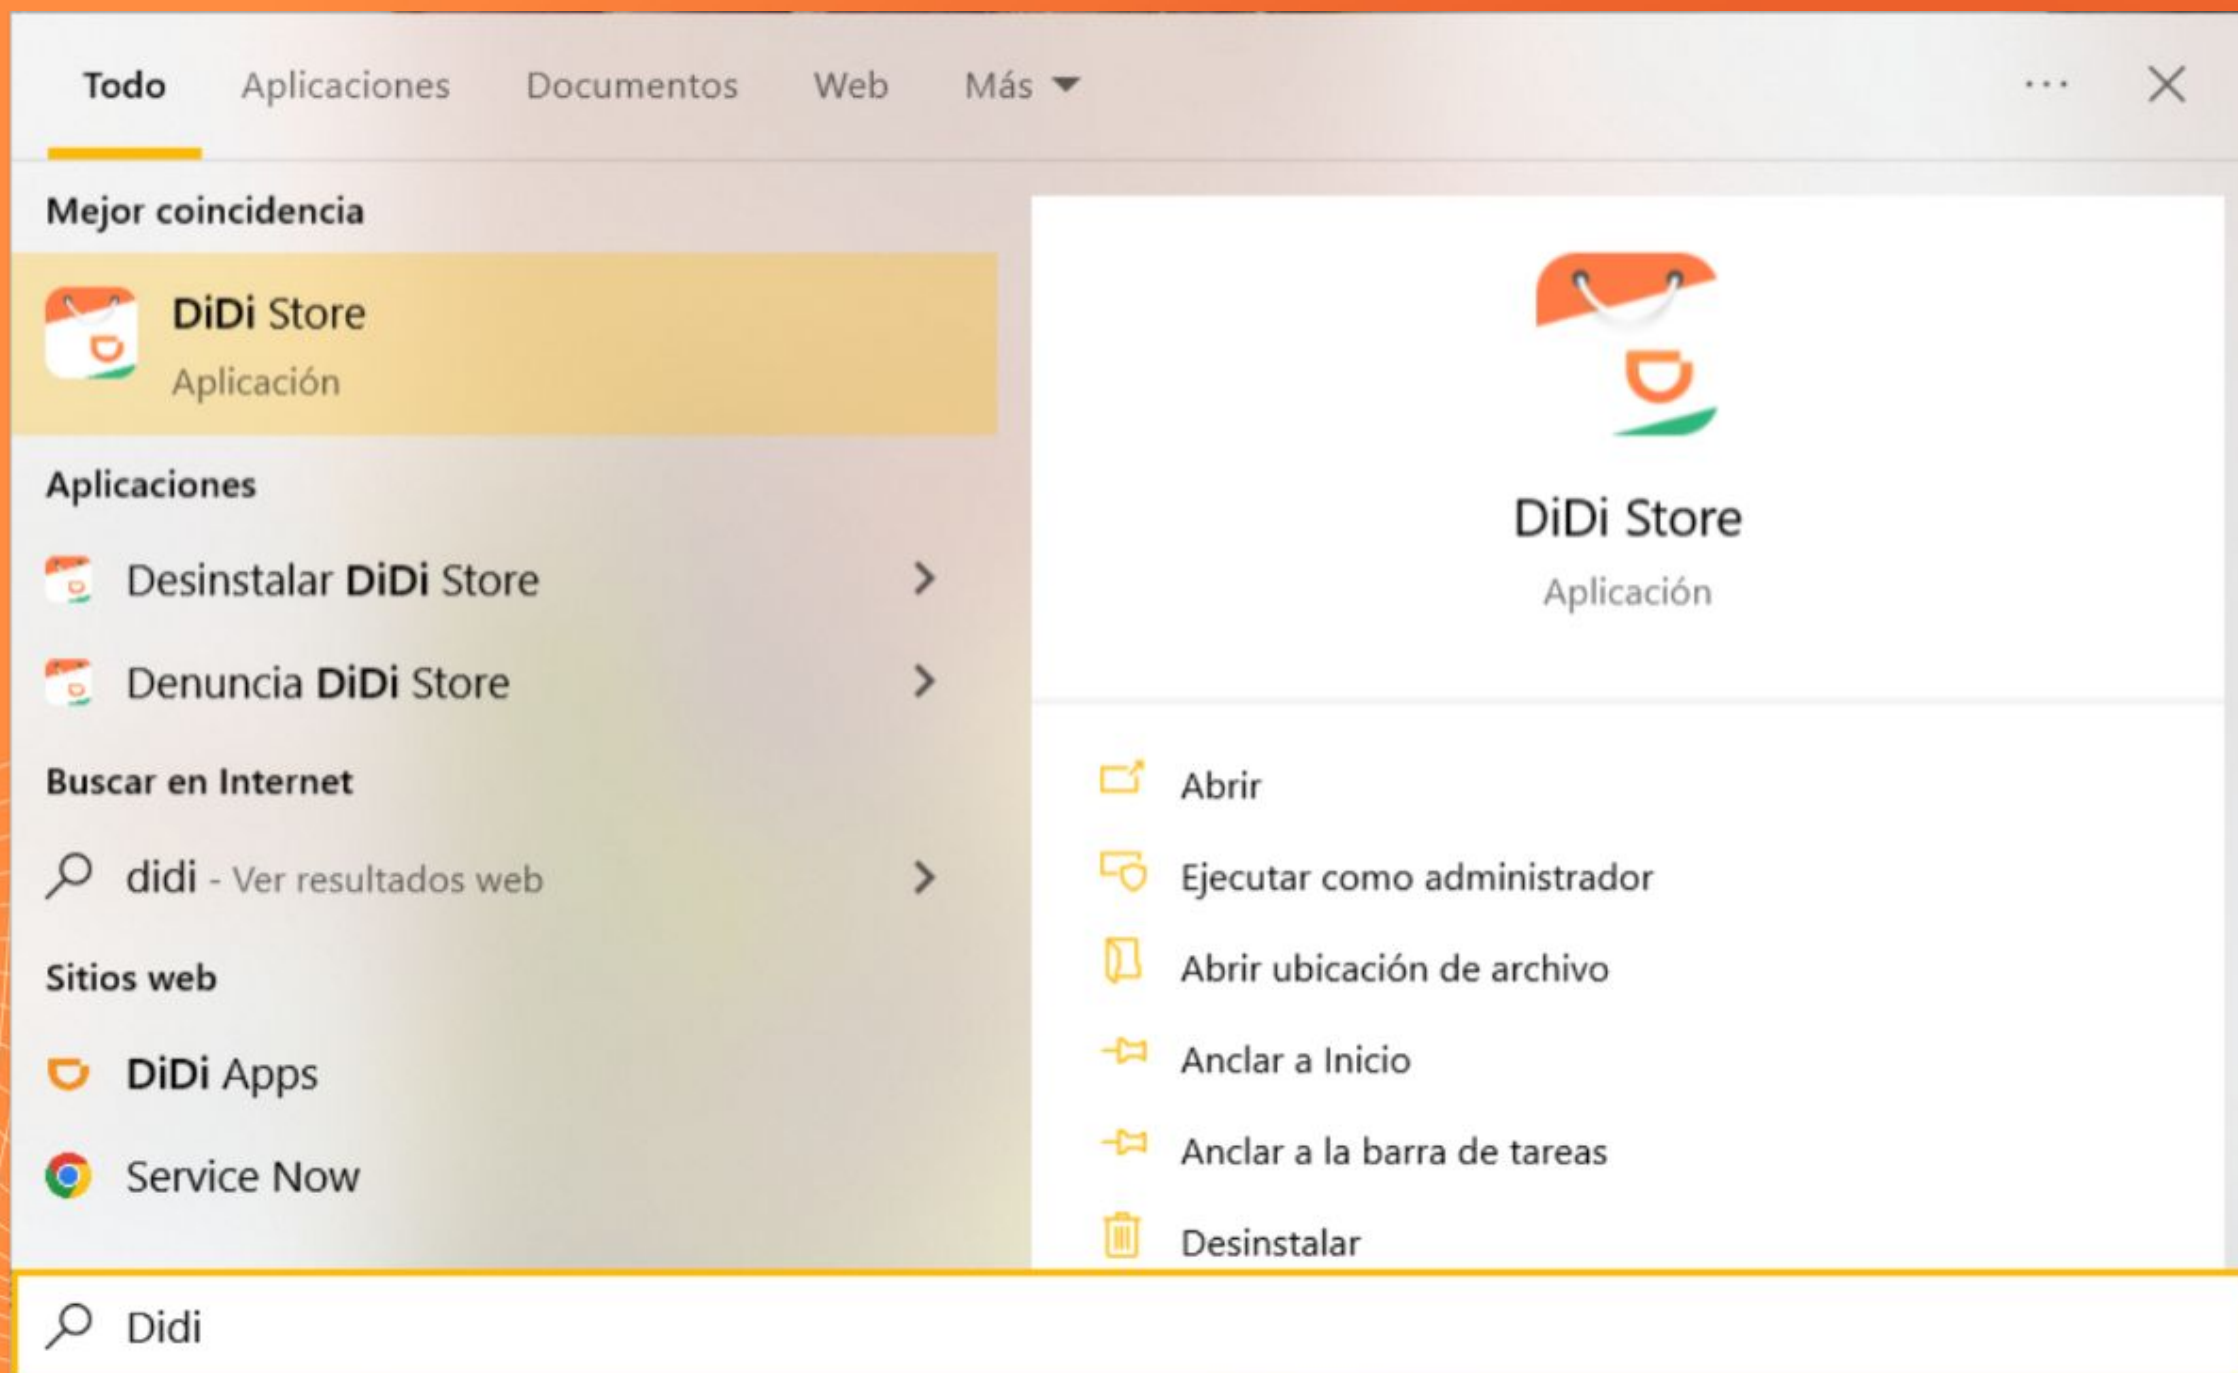 Todo Aplicaciones Documentos Web Más
Mejor coincidencia
DiDi Store
Aplicación
Aplicaciones
Desinstalar DiDi Store
Denuncia DiDi Store
Buscar en Internet
didi - Ver resultados web
Sitios web
DiDi Apps
Service Now
DiDi Store
Aplicación
Abrir
Ejecutar como administrador
Abrir ubicación de archivo
Anclar a Inicio
Anclar a la barra de tareas
Desinstalar
Didi